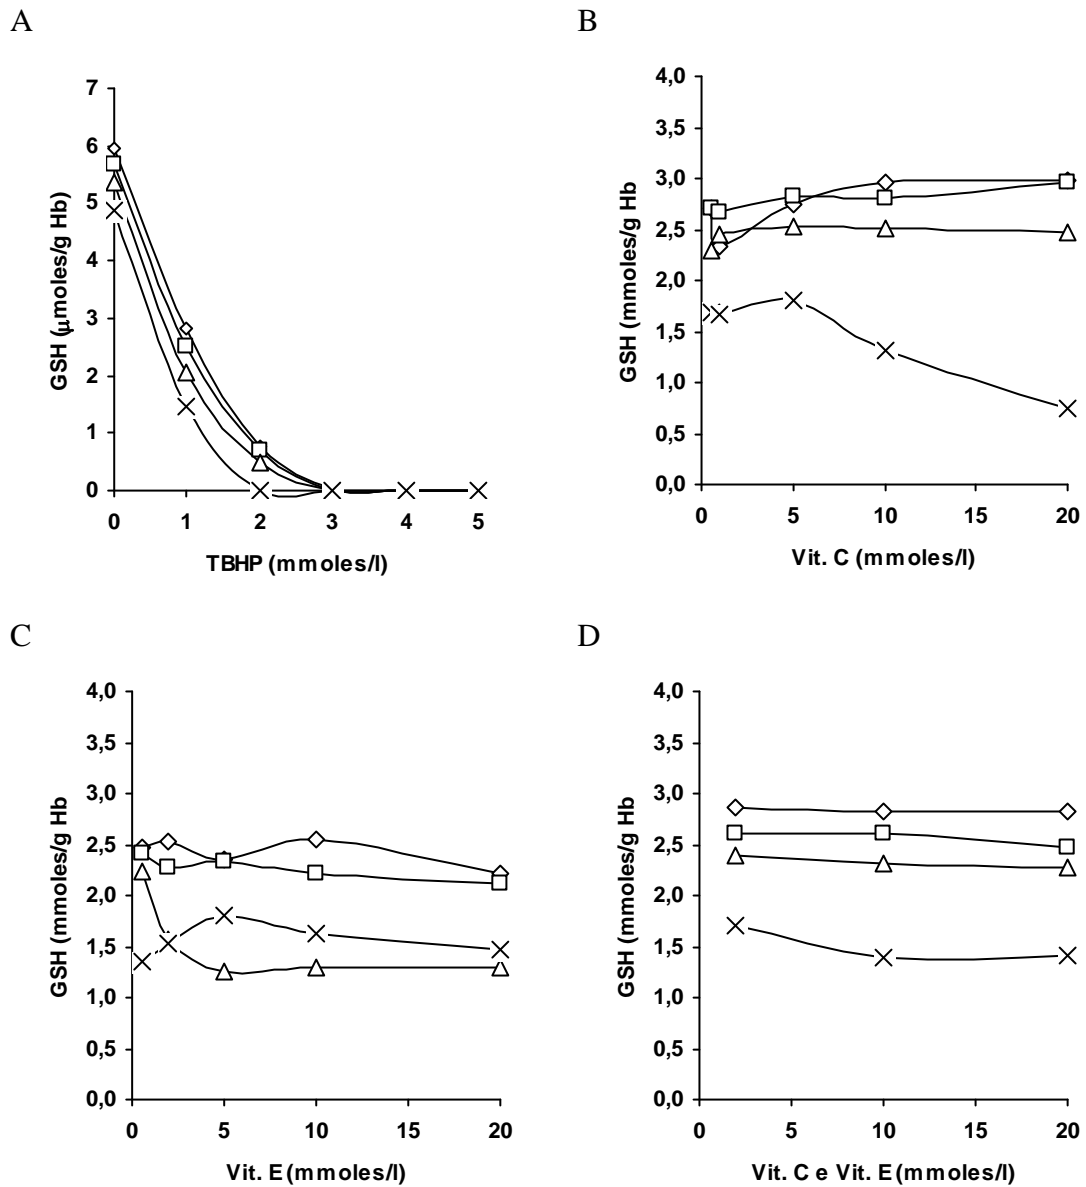 A
7
6
5
4
3
2
1
0
0 1 2 3 4 5
GSH (µmoles/g Hb)
TBHP (mmoles/l)
B
4,0
3,5
3,0
2,5
2,0
1,5
1,0
0,5
0,0
0 5 10 15 20
GSH (mmoles/g Hb
Vit. C (mmoles/l)
C
4,0
3,5
3,0
2,5
2,0
1,5
1,0
0,5
0,0
0 5 10 15 20
GSH (mmoles/g Hb
Vit. E (mmoles/l)
D
4,0
3,5
3,0
2,5
2,0
1,5
1,0
0,5
0,0
0 5 10 15 20
GSH (mmoles/g Hb
Vit. C e Vit. E (mmoles/l)